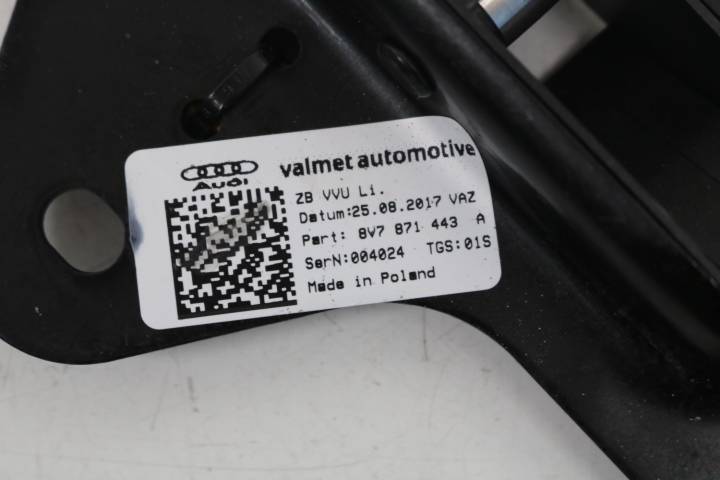 Audi
valmet automotive
ZB VVU Li.
Datum:25.08.2017 VAZ
Part: 8V7 871 443 A
SerN:004024 TGS:01S
Made in Poland